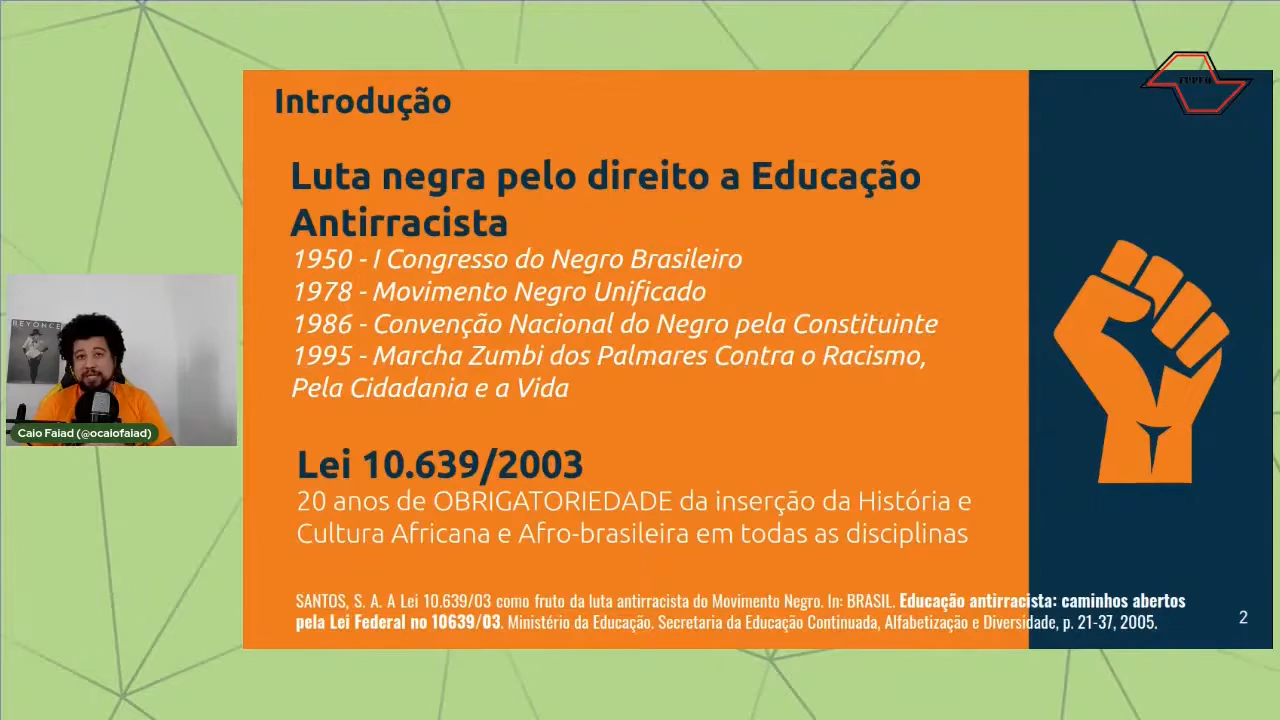 Introdução
Luta negra pelo direito a Educação
Antirracista
1950 - I Congresso do Negro Brasileiro
1978 - Movimento Negro Unificado
1986 - Convenção Nacional do Negro pela Constituinte
1995 - Marcha Zumbi dos Palmares Contra o Racismo,
Pela Cidadania e a Vida
BEYONCÉ
Caio Faiad (@ocaiofaiad)
Lei 10.639/2003
20 anos de OBRIGATORIEDADE da inserção da História e
Cultura Africana e Afro-brasileira em todas as disciplinas
SANTOS, S. A. A Lei 10.639/03 como fruto da luta antirracista do Movimento Negro. In: BRASIL. Educação antirracista: caminhos abertos
pela Lei Federal no 10639/03. Ministério da Educação. Secretaria da Educação Continuada, Alfabetização e Diversidade, p. 21-37, 2005.
2